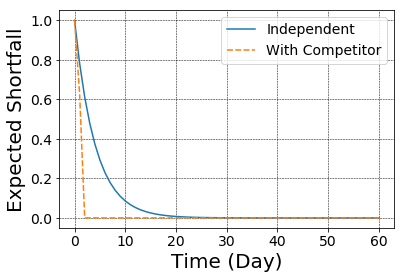 Independent
With Competitor
Expected Shortfall
1.0
0.8
0.6
0.4
0.2
0.0
0 10 20 30 40 50 60
Time (Day)